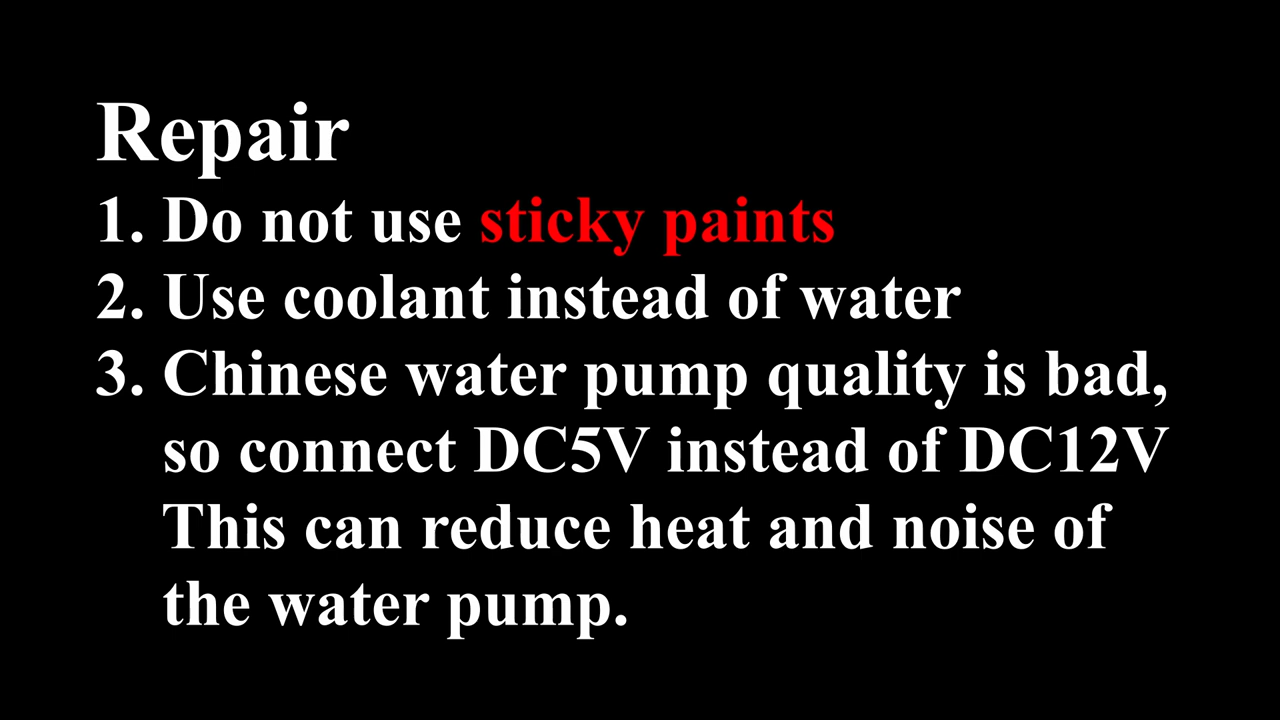 Repair
1. Do not use sticky paints
2. Use coolant instead of water
3. Chinese water pump quality is bad,
so connect DC5V instead of DC12V
This can reduce heat and noise of
the water pump.